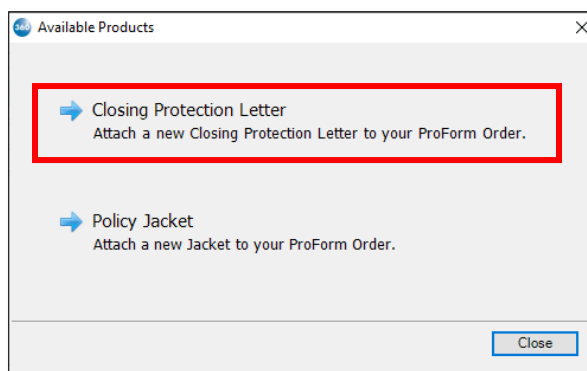 360 Available Products
Closing Protection Letter
Attach a new Closing Protection Letter to your ProForm Order.
Policy Jacket
Attach a new Jacket to your ProForm Order.
Close